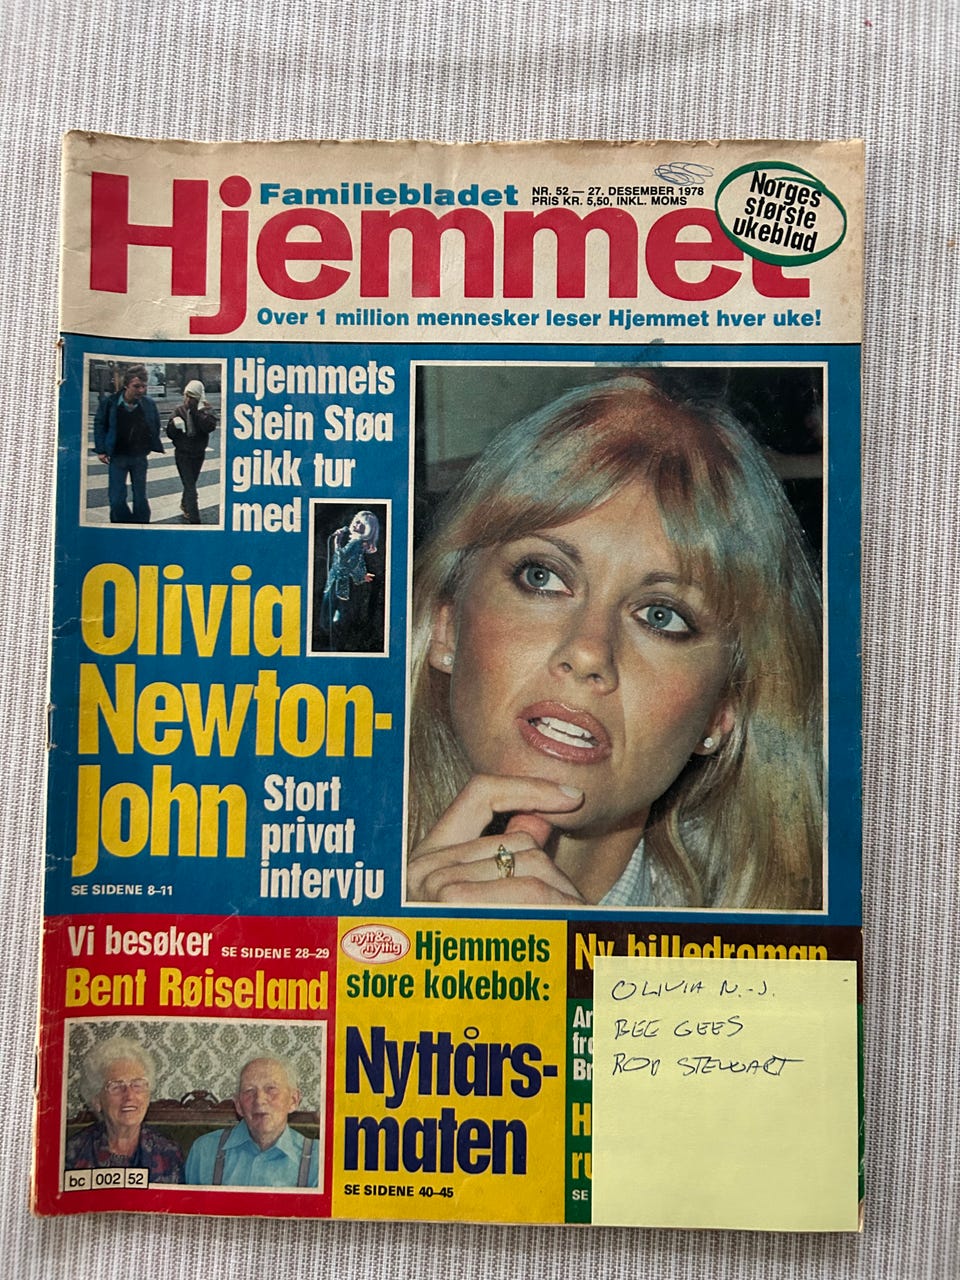 Familiebladet
NR. 52 — 27. DESEMBER 1978
PRIS KR. 5,50, INKL. MOMS
Hjemmet
Norges
største
ukeblad
Over 1 million mennesker leser Hjemmet hver uke!
Hjemmets
Stein Støa
gikk tur
med
Olivia
Newton-
John
Stort
privat
intervju
SE SIDENE 8–11
Vi besøker SE SIDENE 28–29
Bent Røiseland
bc 002 52
nytt & nyttig
Hjemmets
store kokebok:
Nyttårs-
maten
SE SIDENE 40–45
Ny billedroman
SE
OLIVIA N.-J.
BEE GEES
ROD STEWART